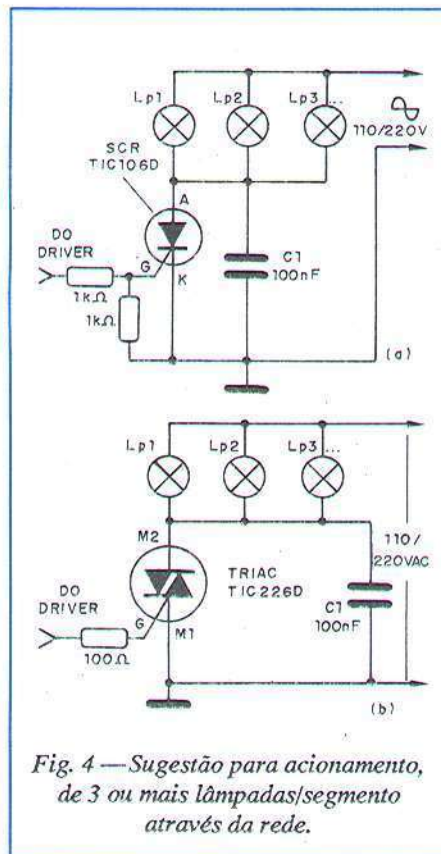 Lp1 Lp2 Lp3...
110/220V
SCR
TIC106D
A
DO
DRIVER
G
K
C1
100nF
1kΩ
1kΩ
(a)
Lp1 Lp2 Lp3...
M2
110/
220VAC
TRIAC
TIC226D
DO
DRIVER
G
M1
C1
100nF
100Ω
(b)
Fig. 4 — Sugestão para acionamento,
de 3 ou mais lâmpadas/segmento
através da rede.